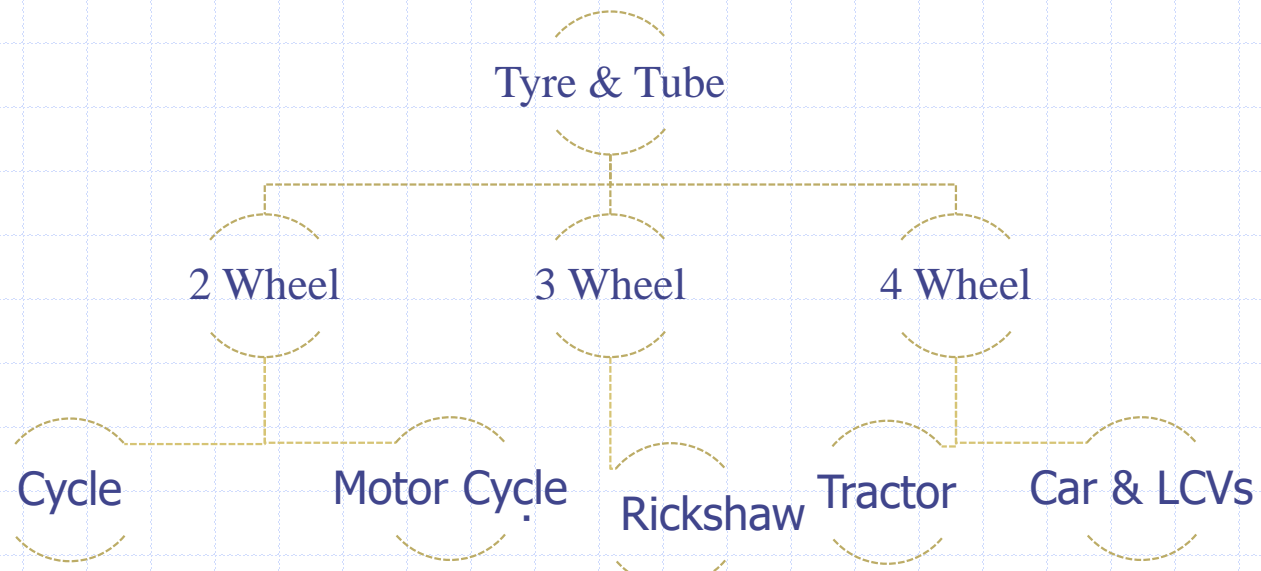 Tyre & Tube
2 Wheel
3 Wheel
4 Wheel
Cycle
Motor Cycle
.
Rickshaw
Tractor
Car & LCVs